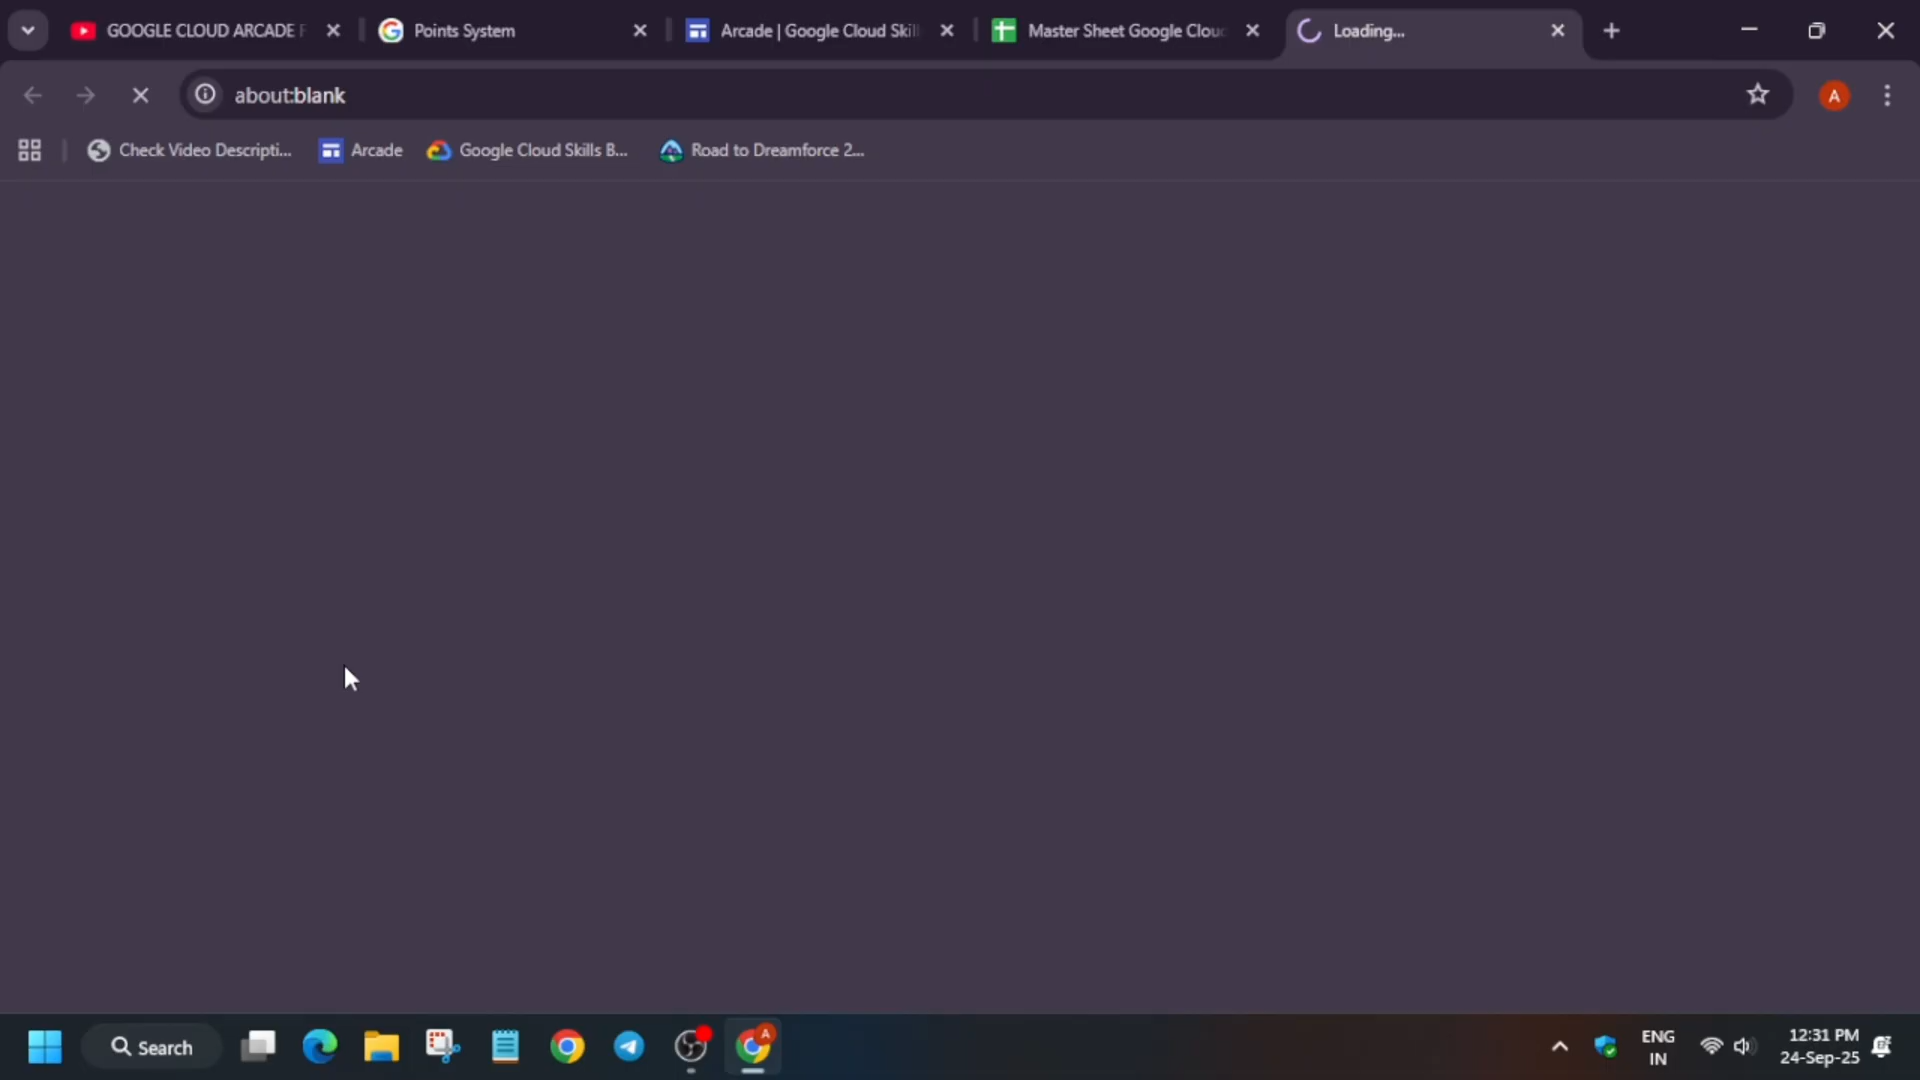 GOOGLE CLOUD ARCADE F
Points System
Arcade | Google Cloud Skil
Master Sheet Google Clou
Loading...
about:blank
A
Check Video Descripti...
Arcade
Google Cloud Skills B...
Road to Dreamforce 2...
Search
A
ENG
IN
12:31 PM
24-Sep-25